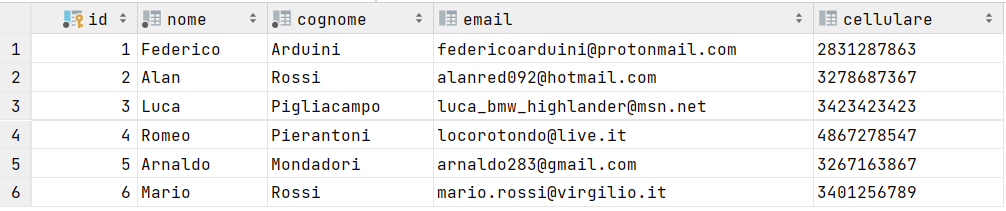 id nome cognome email cellulare
1 1 Federico Arduini federicoarduini@protonmail.com 2831287863
2 2 Alan Rossi alanred092@hotmail.com 3278687367
3 3 Luca Pigliacampo luca_bmw_highlander@msn.net 3423423423
4 4 Romeo Pierantoni locorotondo@live.it 4867278547
5 5 Arnaldo Mondadori arnaldo283@gmail.com 3267163867
6 6 Mario Rossi mario.rossi@virgilio.it 3401256789